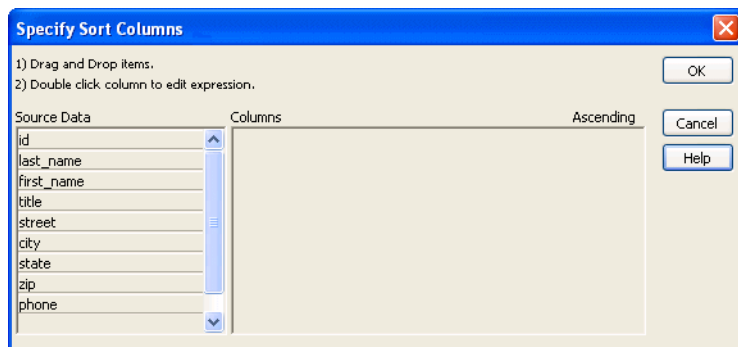 Specify Sort Columns
1) Drag and Drop items.
2) Double click column to edit expression.
OK
Source Data Columns Ascending
Cancel
Help
id
last_name
first_name
title
street
city
state
zip
phone